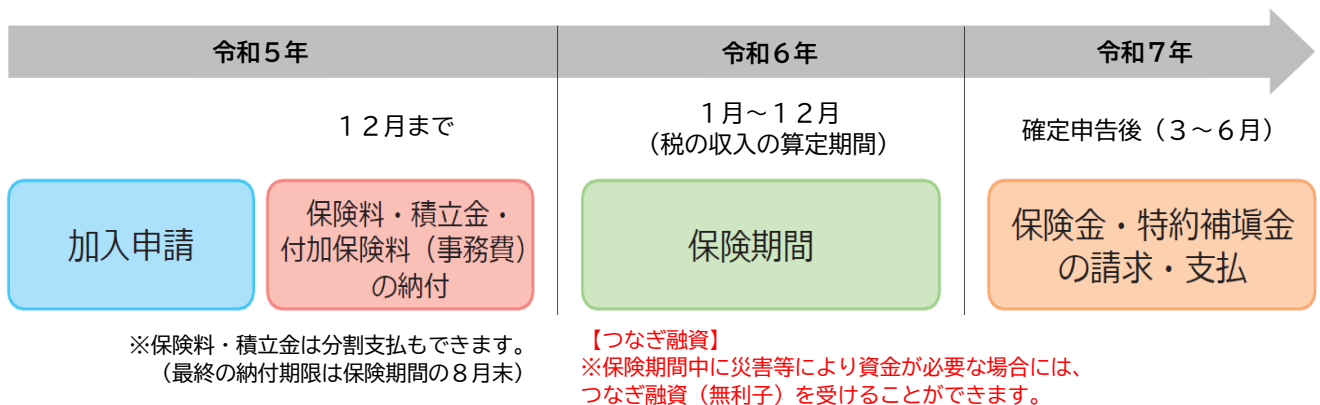 令和5年
令和6年
令和7年
12月まで
1月～12月
（税の収入の算定期間）
確定申告後（3～6月）
加入申請
保険料・積立金・
付加保険料（事務費）
の納付
保険期間
保険金・特約補塡金
の請求・支払
※保険料・積立金は分割支払もできます。
（最終の納付期限は保険期間の8月末）
【つなぎ融資】
※保険期間中に災害等により資金が必要な場合には、
つなぎ融資（無利子）を受けることができます。